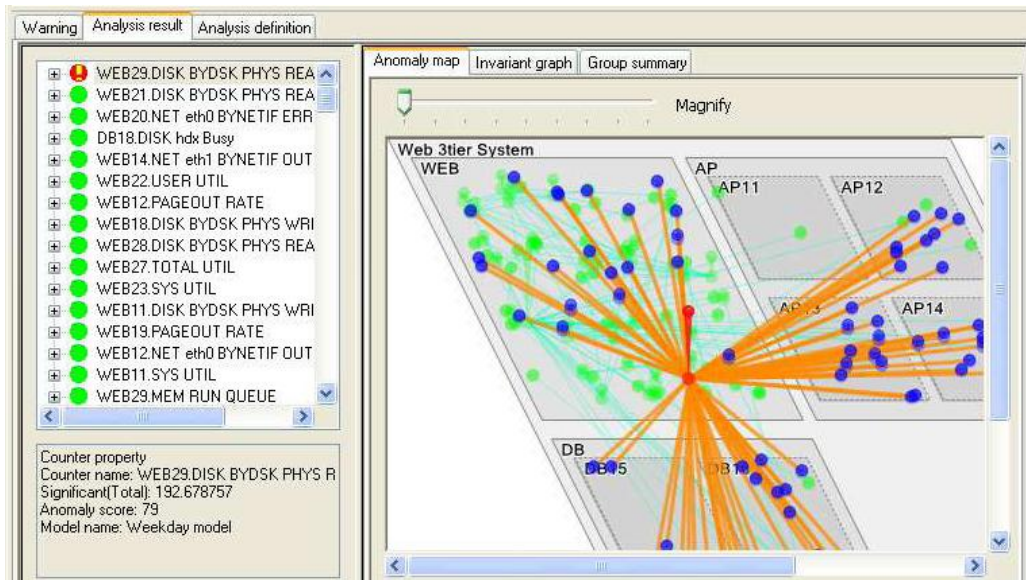 Warning
Analysis result
Analysis definition
WEB29.DISK BYDSK PHYS REA
WEB21.DISK BYDSK PHYS REA
WEB20.NET eth0 BYNETIF ERR
DB18.DISK hdx Busy
WEB14.NET eth1 BYNETIF OUT
WEB22.USER UTIL
WEB12.PAGEOUT RATE
WEB18.DISK BYDSK PHYS WRI
WEB28.DISK BYDSK PHYS REA
WEB27.TOTAL UTIL
WEB23.SYS UTIL
WEB11.DISK BYDSK PHYS WRI
WEB19.PAGEOUT RATE
WEB12.NET eth0 BYNETIF OUT
WEB11.SYS UTIL
WEB29.MEM RUN QUEUE
Counter property
Counter name: WEB29.DISK BYDSK PHYS R
Significant(Total): 192.678757
Anomaly score: 79
Model name: Weekday model
Anomaly map
Invariant graph
Group summary
Magnify
Web 3tier System
WEB
AP
AP11
AP12
AP13
AP14
DB
DB15